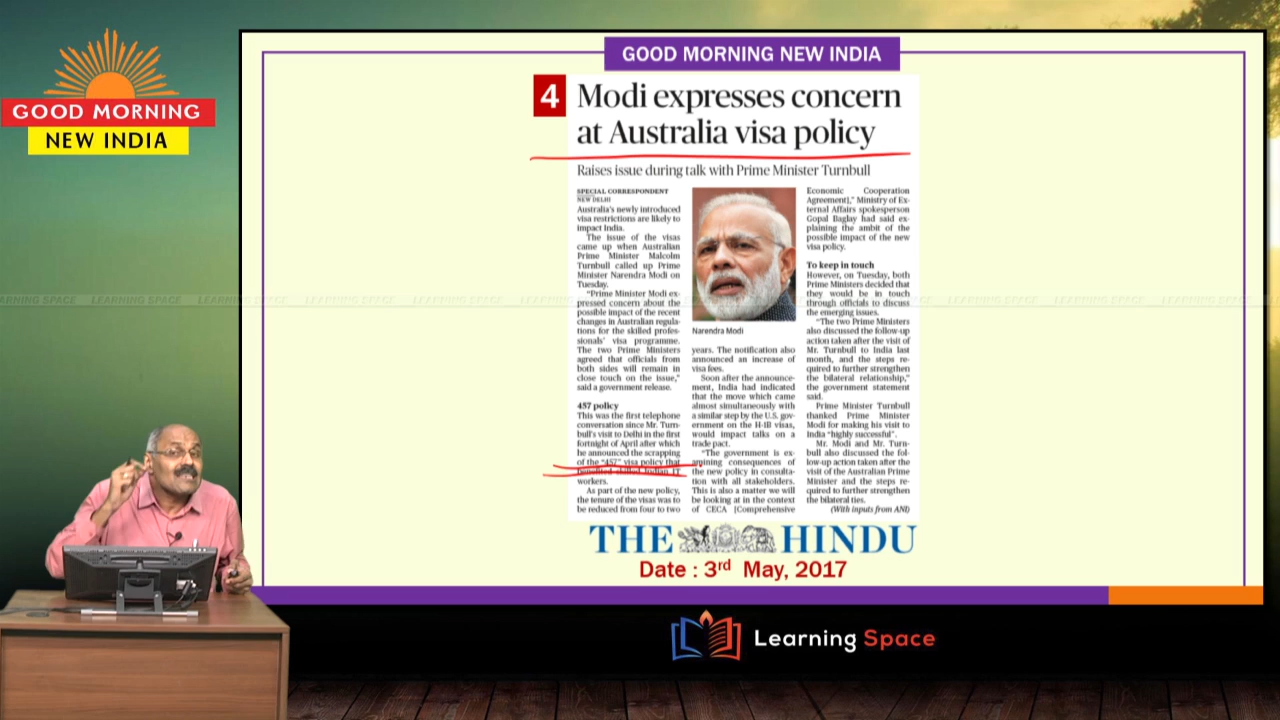 GOOD MORNING
NEW INDIA
GOOD MORNING NEW INDIA
4
Modi expresses concern
at Australia visa policy
Raises issue during talk with Prime Minister Turnbull
SPECIAL CORRESPONDENT
NEW DELHI
Australia's newly introduced
visa restrictions are likely to
impact India.
The issue of the visas
came up when Australian
Prime Minister Malcolm
Turnbull called up Prime
Minister Narendra Modi on
Tuesday.
"Prime Minister Modi ex-
pressed concern about the
possible impact of the recent
changes in Australian regula-
tions for the skilled profes-
sionals' visa programme.
The two Prime Ministers
agreed that officials from
both sides will remain in
close touch on the issue,"
said a government release.
457 policy
This was the first telephone
conversation since Mr. Turn-
bull's visit to Delhi in the first
fortnight of April after which
he announced the scrapping
of the "457" visa policy that
skilled Indian IT
workers.
As part of the new policy,
the tenure of the visas was to
be reduced from four to two
Narendra Modi
years. The notification also
announced an increase of
visa fees.
Soon after the announce-
ment, India had indicated
that the move which came
almost simultaneously with
a similar step by the U.S. gov-
ernment on the H-1B visas,
would impact talks on a
trade pact.
"The government is ex-
amining consequences of
the new policy in consulta-
tion with all stakeholders.
This is also a matter we will
be looking at in the context
of CECA [Comprehensive
Economic Cooperation
Agreement]," Ministry of Ex-
ternal Affairs spokesperson
Gopal Baglay had said ex-
plaining the ambit of the
possible impact of the new
visa policy.
To keep in touch
However, on Tuesday, both
Prime Ministers decided that
they would be in touch
through officials to discuss
the emerging issues.
"The two Prime Ministers
also discussed the follow-up
action taken after the visit of
Mr. Turnbull to India last
month, and the steps re-
quired to further strengthen
the bilateral relationship,"
the government statement
said.
Prime Minister Turnbull
thanked Prime Minister
Modi for making his visit to
India "highly successful".
Mr. Modi and Mr. Turn-
bull also discussed the fol-
low-up action taken after the
visit of the Australian Prime
Minister and the steps re-
quired to further strengthen
the bilateral ties.
(With inputs from ANI)
THE HINDU
Date : 3rd May, 2017
Learning Space